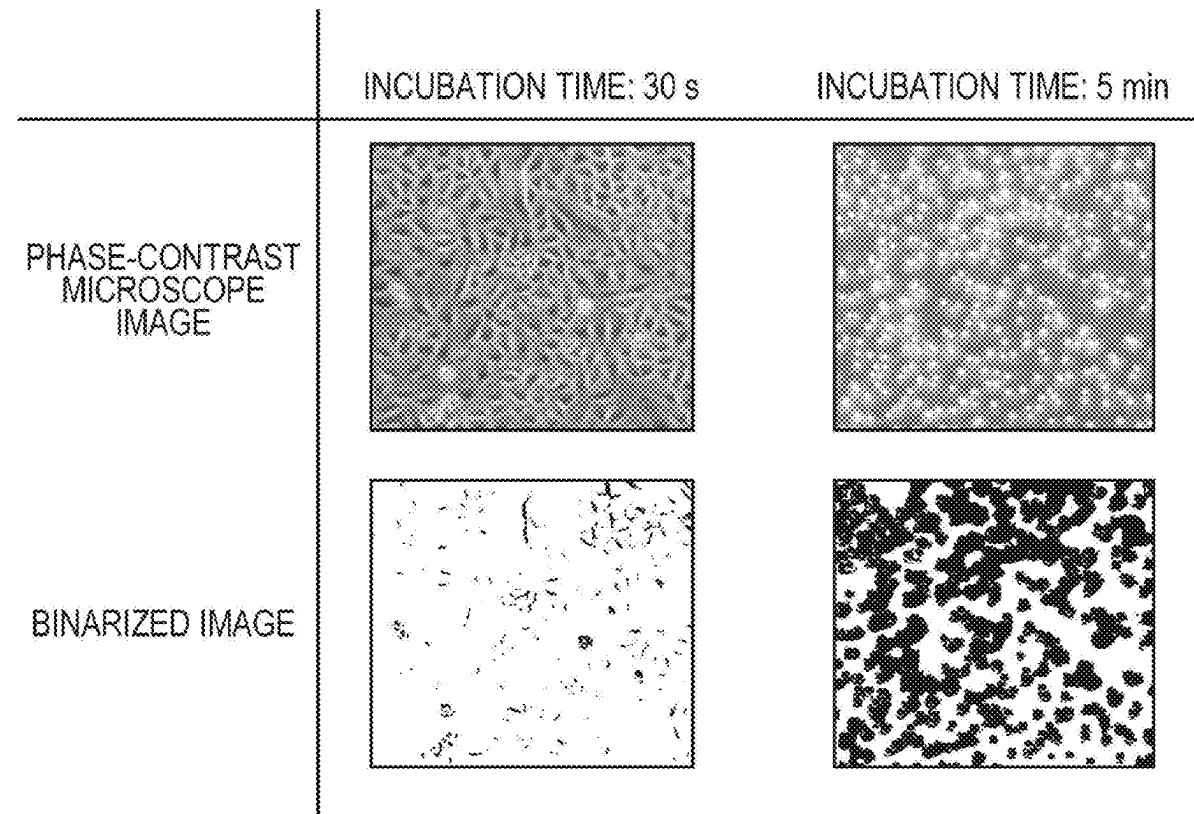 INCUBATION TIME: 30 s
INCUBATION TIME: 5 min
PHASE-CONTRAST
MICROSCOPE
IMAGE
BINARIZED IMAGE